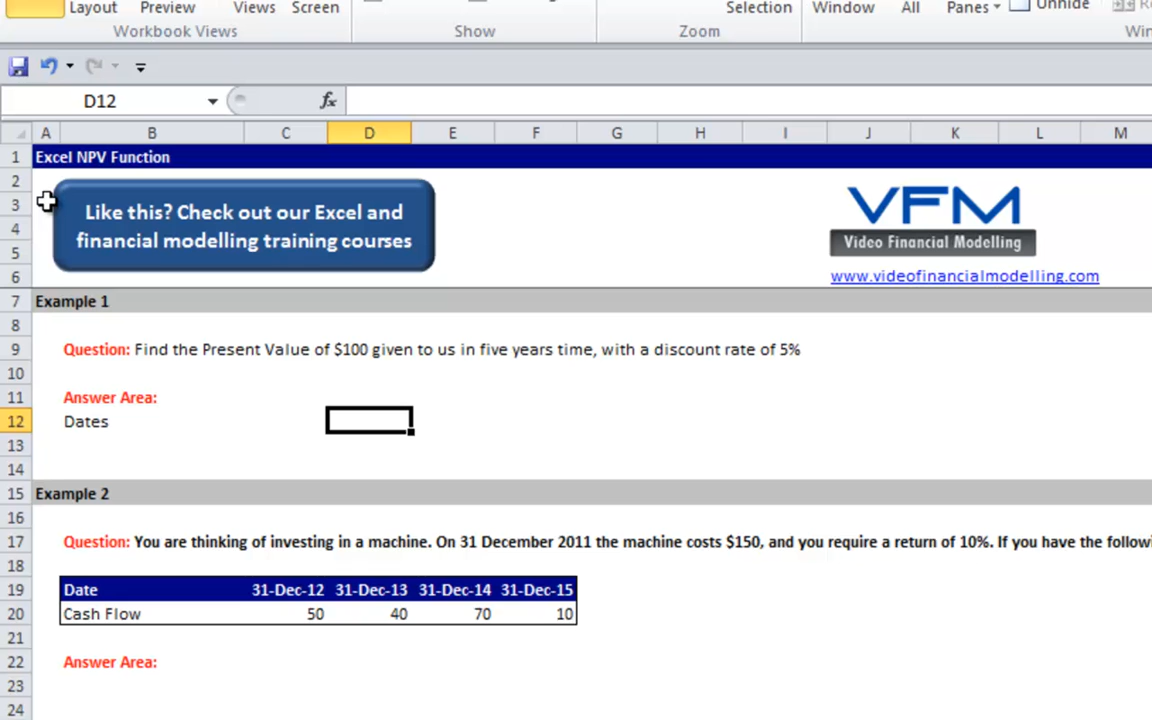 Layout Preview Views Screen Selection Window All Panes Unhide
Workbook Views Show Zoom
D12 fx
A B C D E F G H I J K L M
1 Excel NPV Function
2
3 Like this? Check out our Excel and
4 financial modelling training courses
VFM
5 Video Financial Modelling
6 www.videofinancialmodelling.com
7 Example 1
8
9 Question: Find the Present Value of $100 given to us in five years time, with a discount rate of 5%
10
11 Answer Area:
12 Dates
13
14
15 Example 2
16
17 Question: You are thinking of investing in a machine. On 31 December 2011 the machine costs $150, and you require a return of 10%. If you have the followi
18
19 Date 31-Dec-12 31-Dec-13 31-Dec-14 31-Dec-15
20 Cash Flow 50 40 70 10
21
22 Answer Area:
23
24